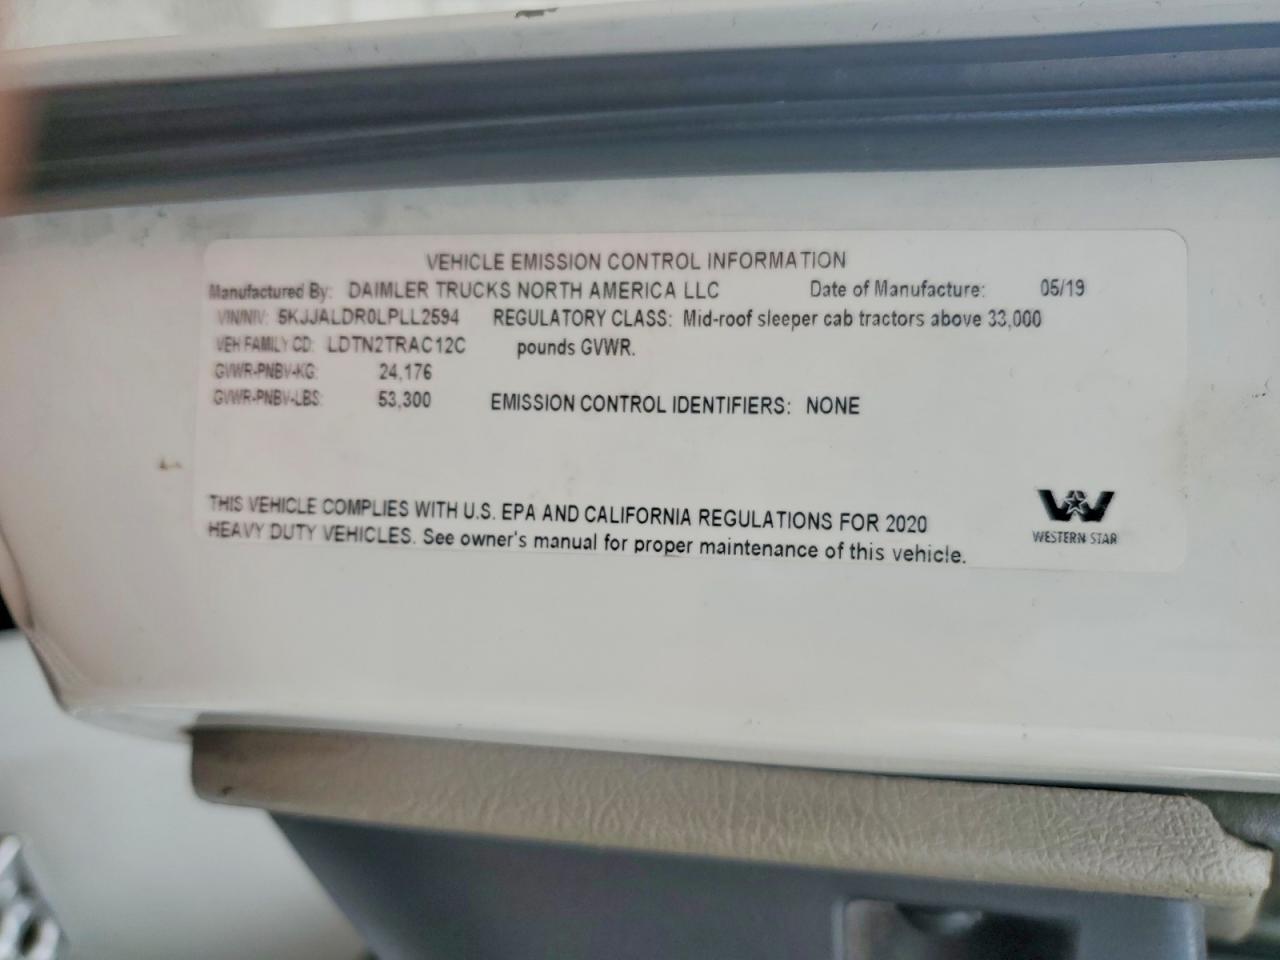 VEHICLE EMISSION CONTROL INFORMATION
Manufactured By: DAIMLER TRUCKS NORTH AMERICA LLC Date of Manufacture: 05/19
VIN/NIV: 5KJJALDR0LPLL2594 REGULATORY CLASS: Mid-roof sleeper cab tractors above 33,000
VEH FAMILY CD: LDTN2TRAC12C pounds GVWR.
GVWR-PNBV-KG: 24,176
GVWR-PNBV-LBS: 53,300 EMISSION CONTROL IDENTIFIERS: NONE
THIS VEHICLE COMPLIES WITH U.S. EPA AND CALIFORNIA REGULATIONS FOR 2020
HEAVY DUTY VEHICLES. See owner's manual for proper maintenance of this vehicle.
WESTERN STAR